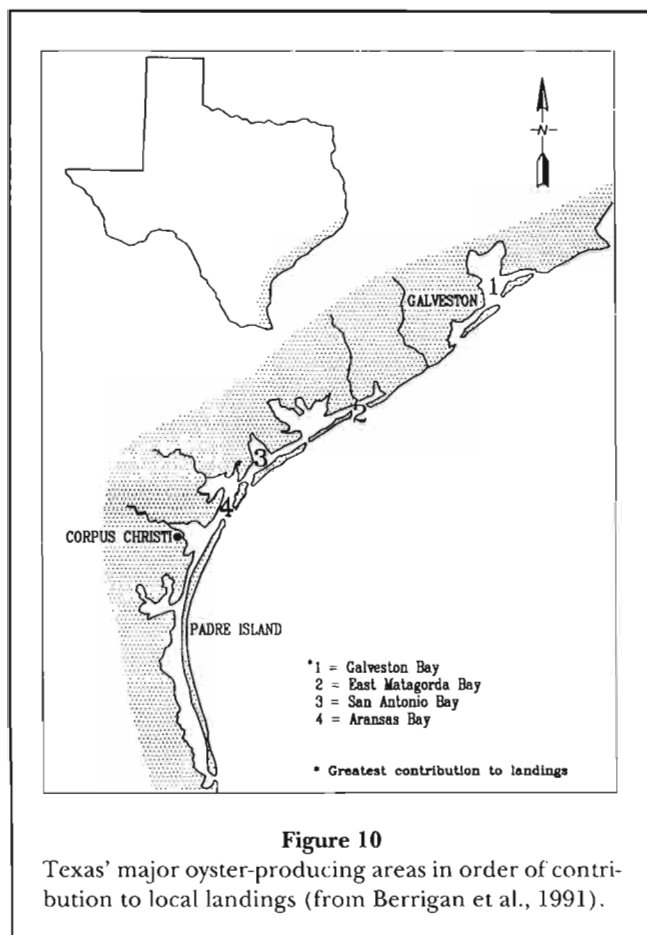 N
GALVESTON
1
2
3
4
CORPUS CHRISTI
PADRE ISLAND
*1 = Galveston Bay
2 = East Matagorda Bay
3 = San Antonio Bay
4 = Aransas Bay
* Greatest contribution to landings
Figure 10
Texas' major oyster-producing areas in order of contri-
bution to local landings (from Berrigan et al., 1991).